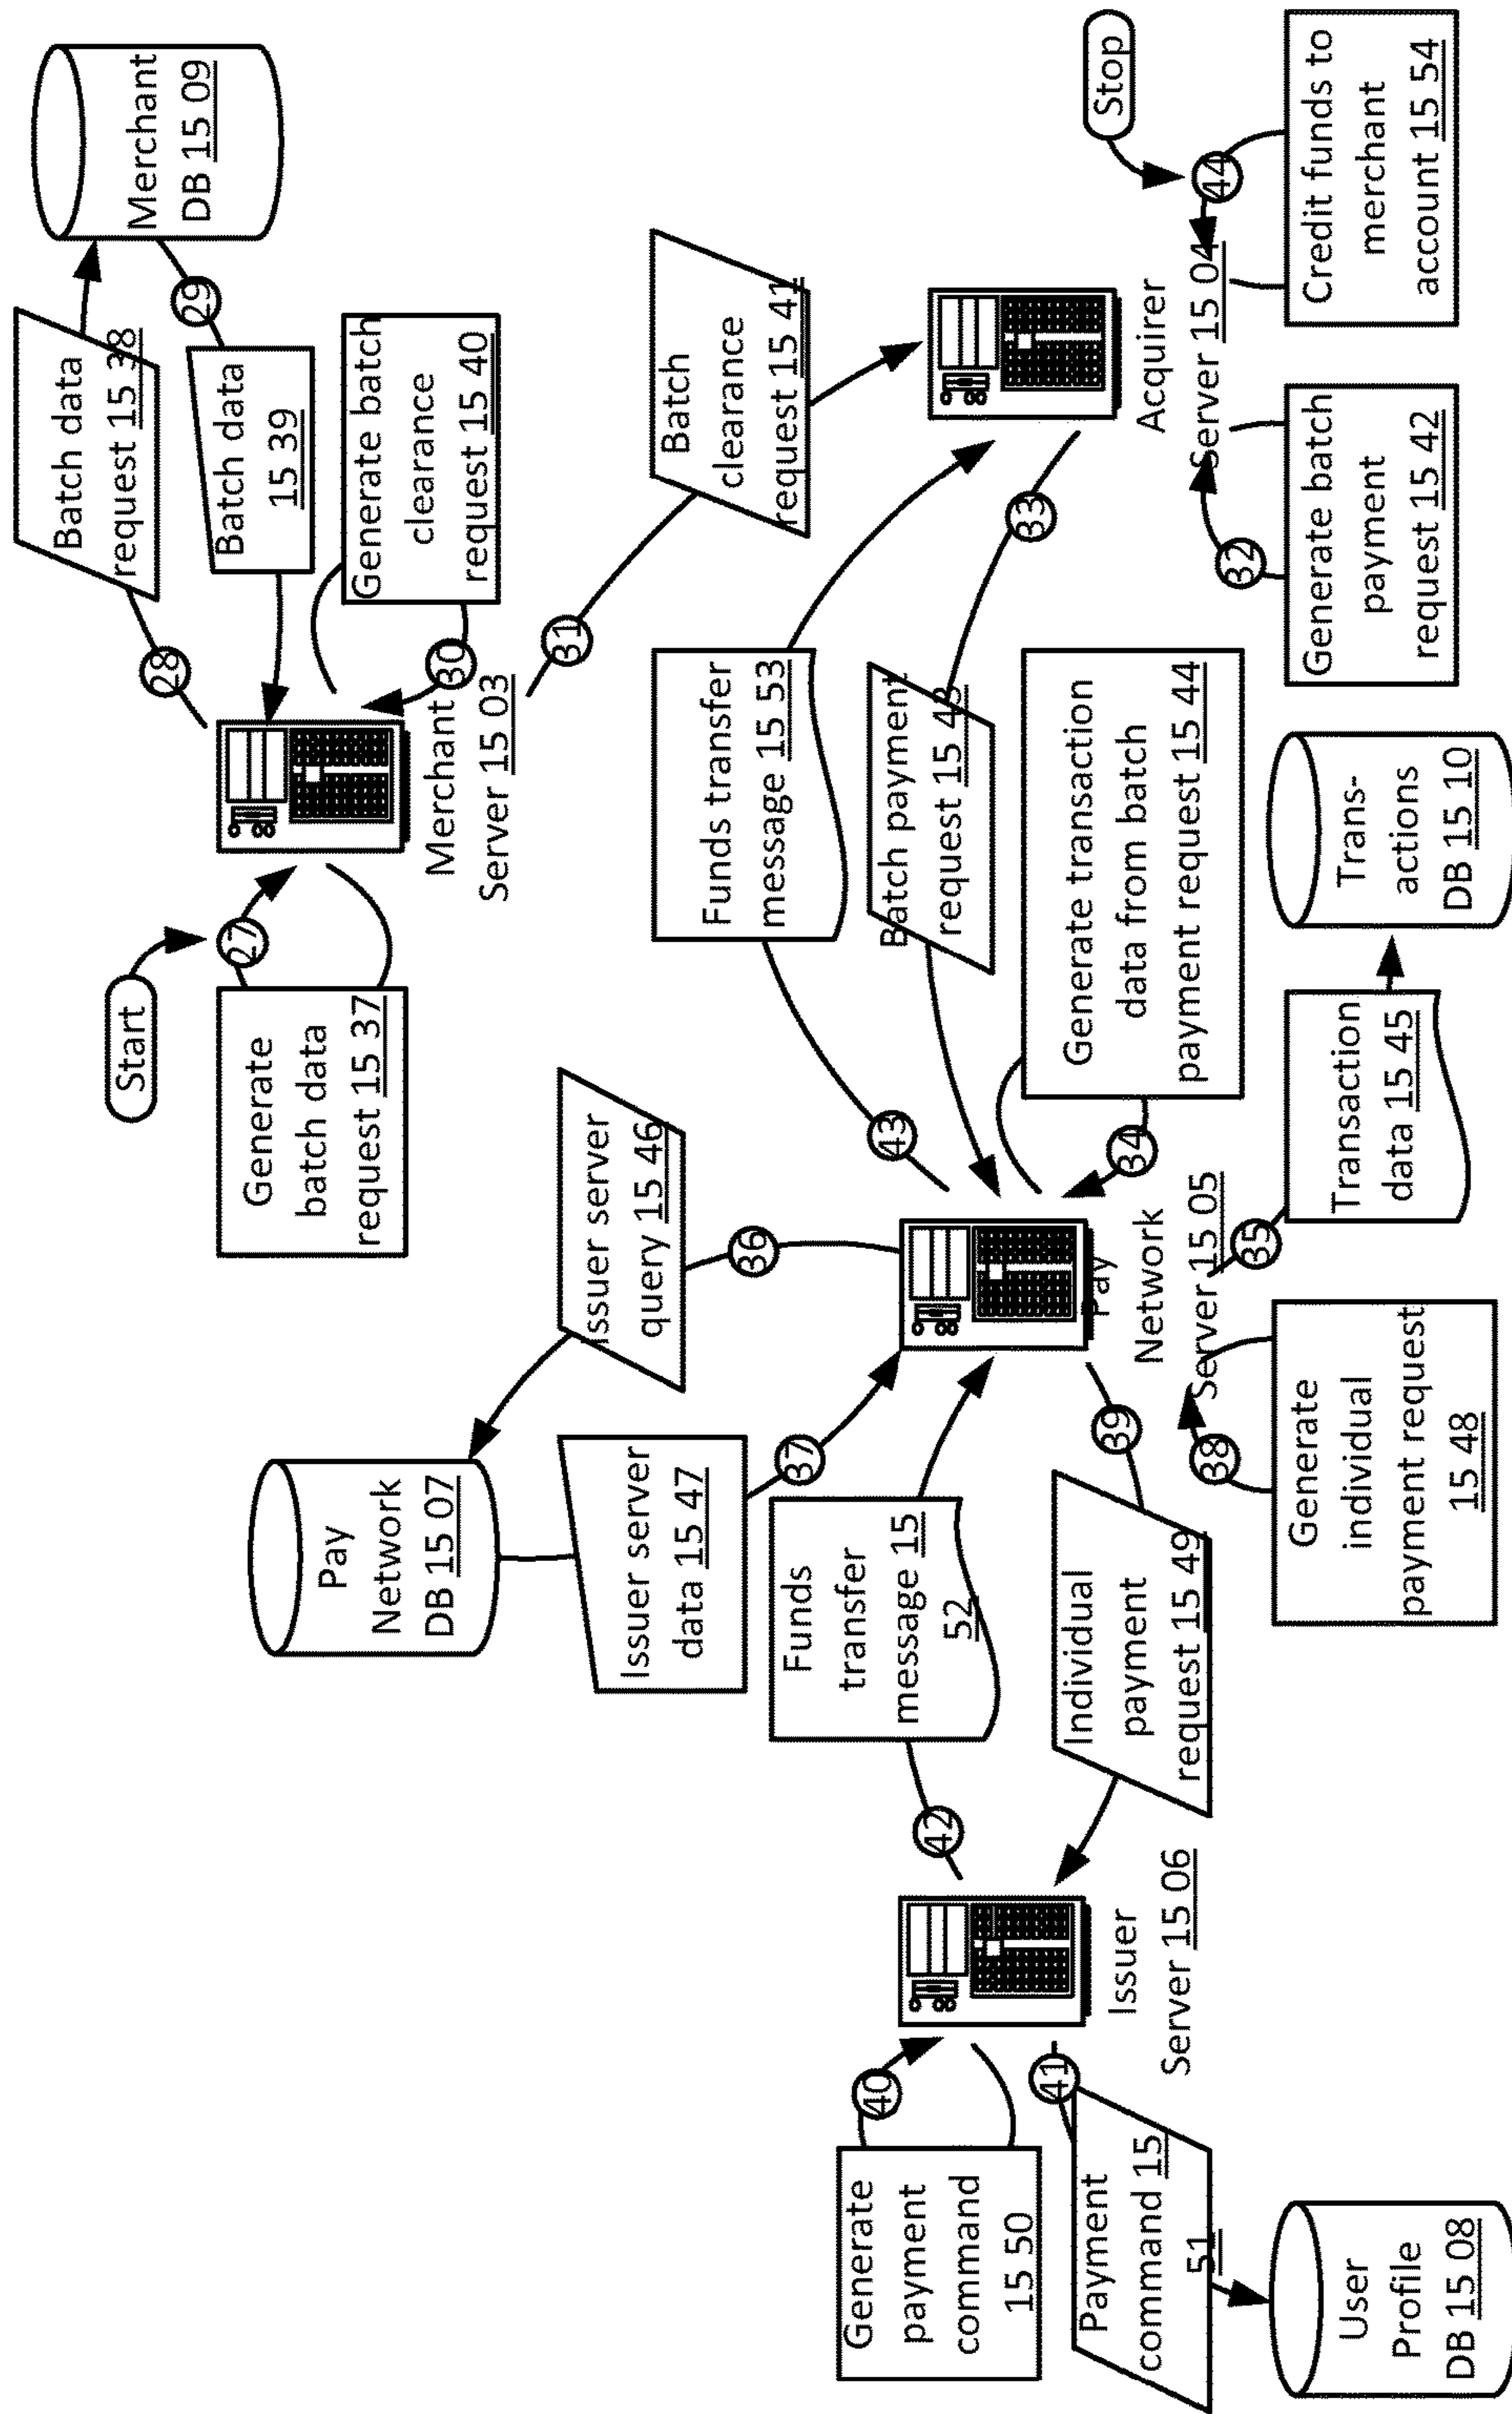 Start
27
Generate
batch data
request 15 37
28
Batch data
request 15 38
Merchant
DB 15 09
29
Batch data
15 39
Generate batch
clearance
request 15 40
30
Merchant
Server 15 03
31
Batch
clearance
request 15 41
Acquirer
Server 15 04
32
Generate batch
payment
request 15 42
33
Batch payment
request 15 43
34
Generate transaction
data from batch
payment request 15 44
35
Transaction
data 15 45
Trans-
actions
DB 15 10
Pay
Network
Server 15 05
36
Issuer server
query 15 46
Pay
Network
DB 15 07
Issuer server
data 15 47
37
38
Generate
individual
payment request
15 48
39
Individual
payment
request 15 49
Issuer
Server 15 06
40
Generate
payment
command
15 50
41
Payment
command 15
51
User
Profile
DB 15 08
42
Funds
transfer
message 15
52
43
Funds transfer
message 15 53
44
Credit funds to
merchant
account 15 54
Stop